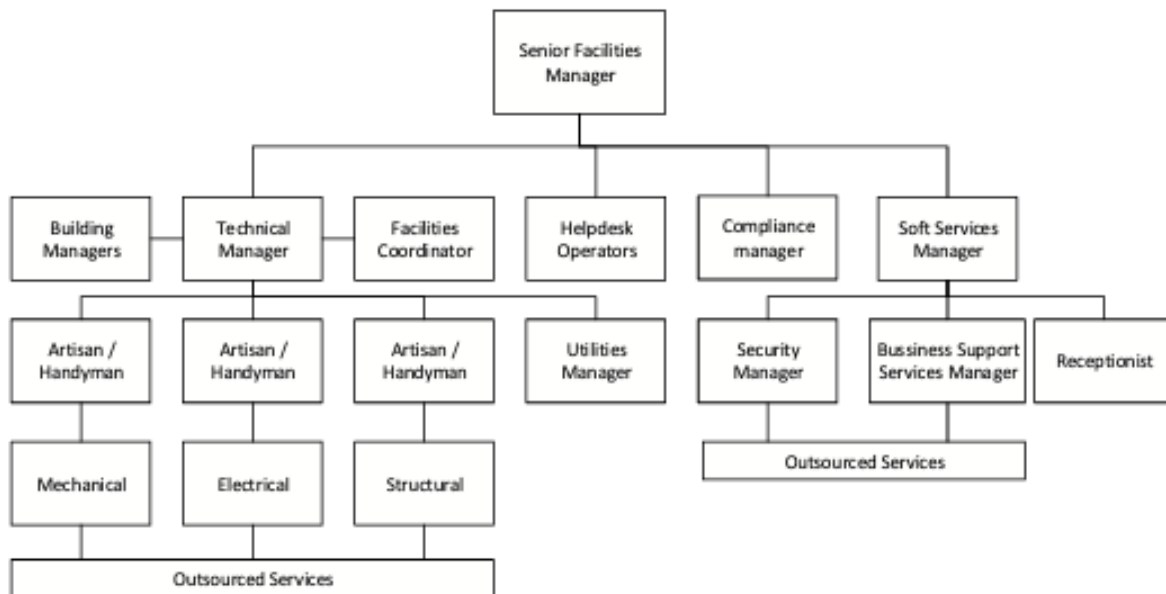 Senior Facilities
Manager
Building
Managers
Technical
Manager
Facilities
Coordinator
Helpdesk
Operators
Compliance
manager
Soft Services
Manager
Artisan /
Handyman
Artisan /
Handyman
Artisan /
Handyman
Utilities
Manager
Security
Manager
Bussiness Support
Services Manager
Receptionist
Mechanical
Electrical
Structural
Outsourced Services
Outsourced Services